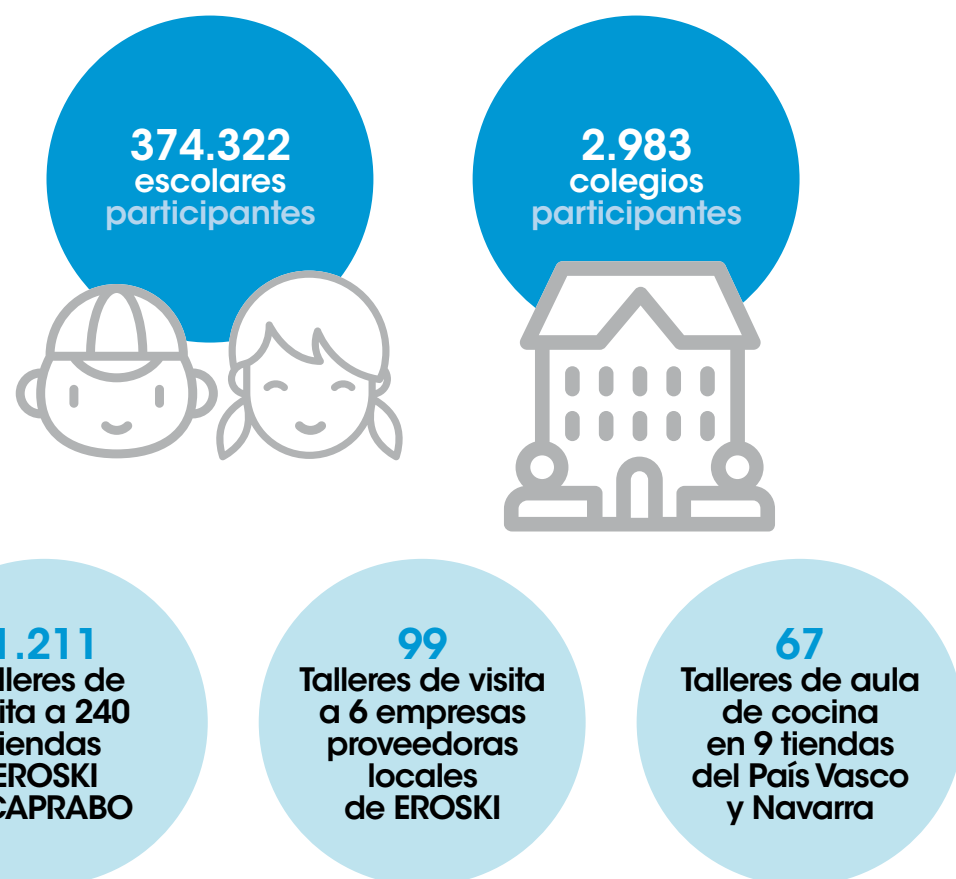 374.322
escolares
participantes
2.983
colegios
participantes
1.211
lleres de
ita a 240
iendas
EROSKI
CAPRABO
99
Talleres de visita
a 6 empresas
proveedoras
locales
de EROSKI
67
Talleres de aula
de cocina
en 9 tiendas
del País Vasco
y Navarra